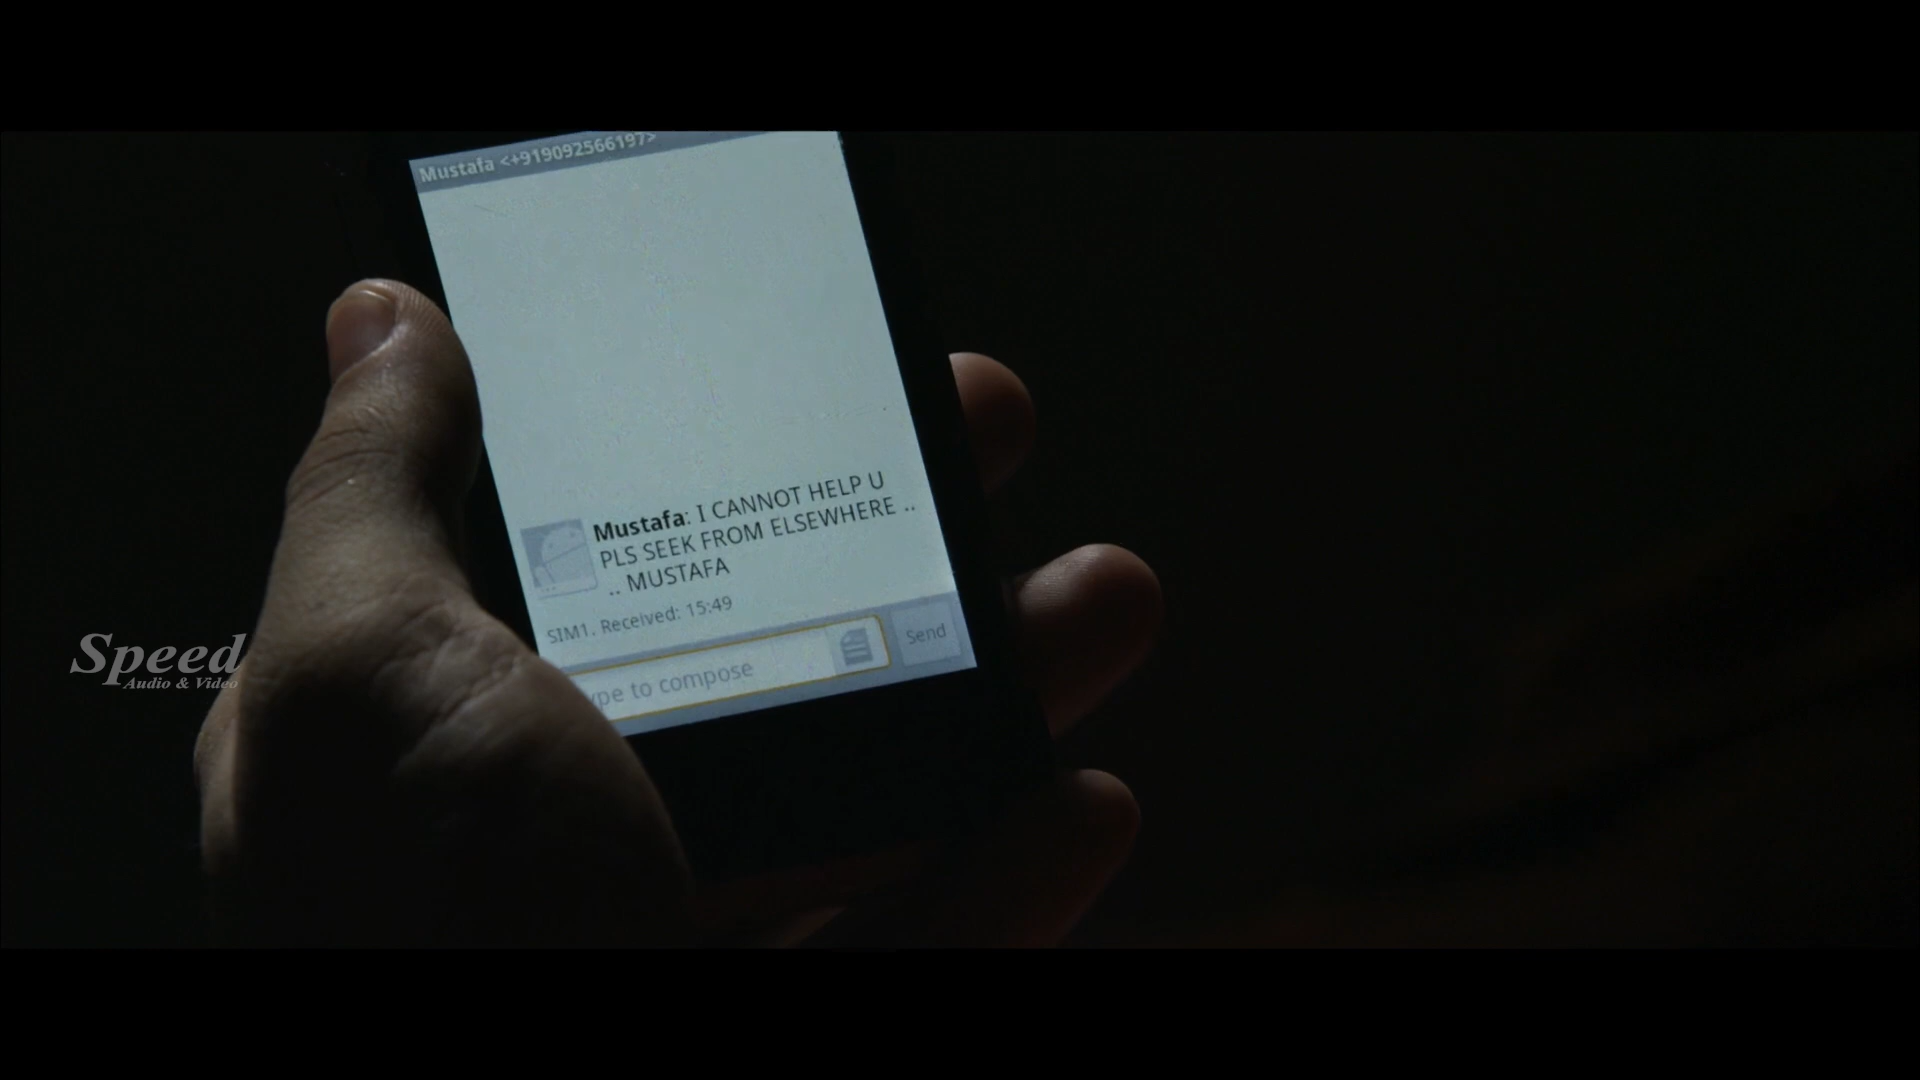 Mustafa <+919092566197>
Mustafa: I CANNOT HELP U
PLS SEEK FROM ELSEWHERE ..
.. MUSTAFA
SIM1. Received: 15:49
ype to compose
Send
Speed
Audio & Video